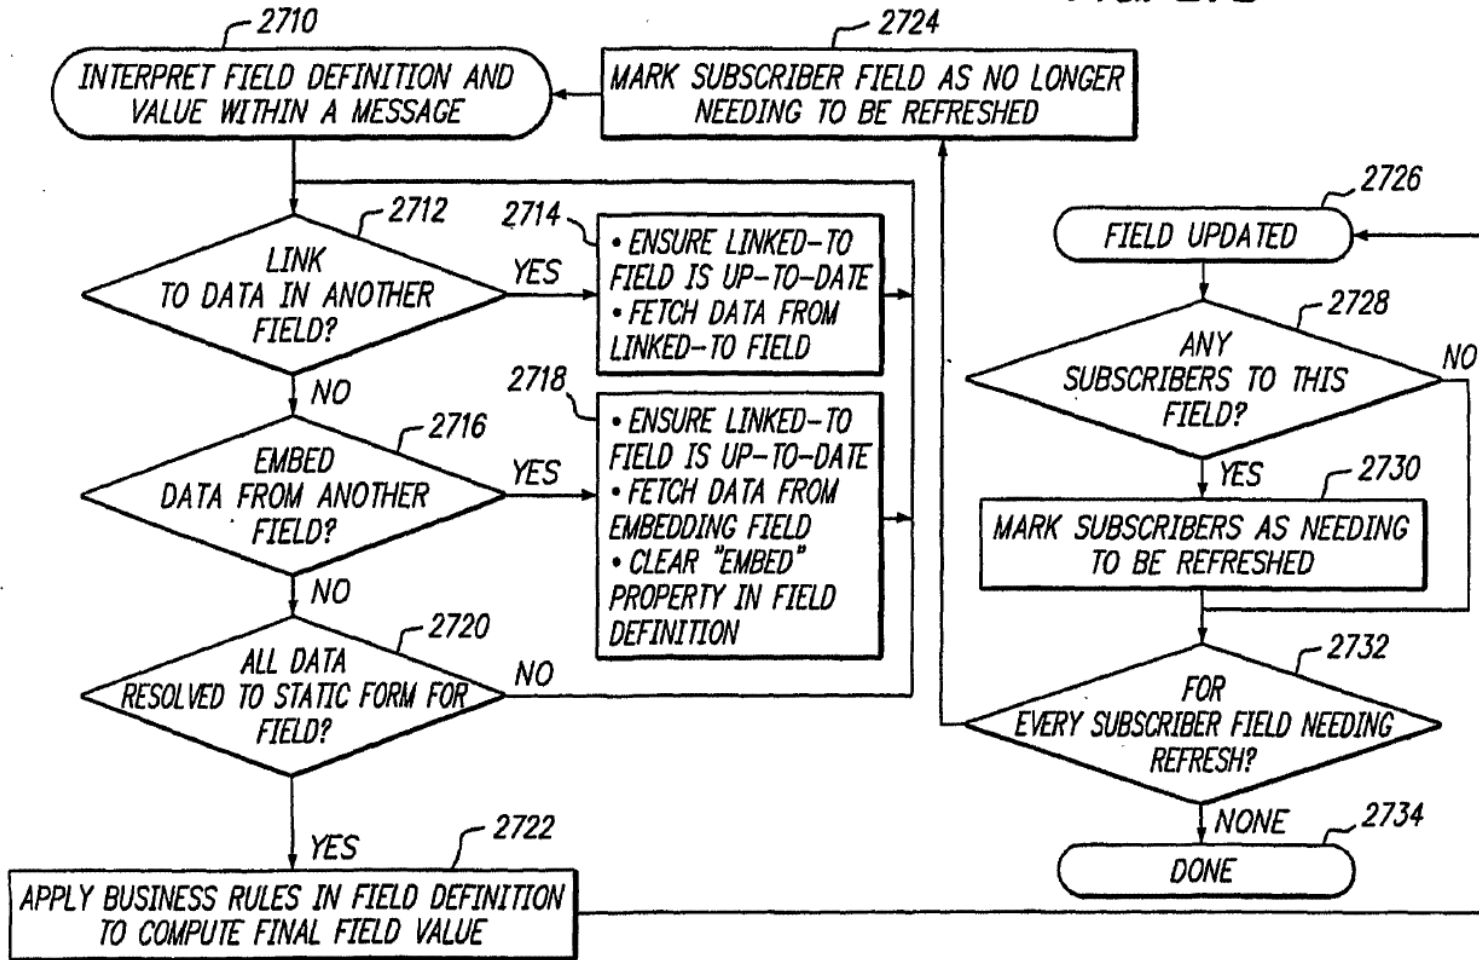 2710
INTERPRET FIELD DEFINITION AND
VALUE WITHIN A MESSAGE
2724
MARK SUBSCRIBER FIELD AS NO LONGER
NEEDING TO BE REFRESHED
2712
LINK
TO DATA IN ANOTHER
FIELD?
YES
NO
2714
• ENSURE LINKED-TO
FIELD IS UP-TO-DATE
• FETCH DATA FROM
LINKED-TO FIELD
2716
EMBED
DATA FROM ANOTHER
FIELD?
YES
NO
2718
• ENSURE LINKED-TO
FIELD IS UP-TO-DATE
• FETCH DATA FROM
EMBEDDING FIELD
• CLEAR "EMBED"
PROPERTY IN FIELD
DEFINITION
2720
ALL DATA
RESOLVED TO STATIC FORM FOR
FIELD?
NO
YES
2722
APPLY BUSINESS RULES IN FIELD DEFINITION
TO COMPUTE FINAL FIELD VALUE
2726
FIELD UPDATED
2728
ANY
SUBSCRIBERS TO THIS
FIELD?
NO
YES
2730
MARK SUBSCRIBERS AS NEEDING
TO BE REFRESHED
2732
FOR
EVERY SUBSCRIBER FIELD NEEDING
REFRESH?
NONE
2734
DONE